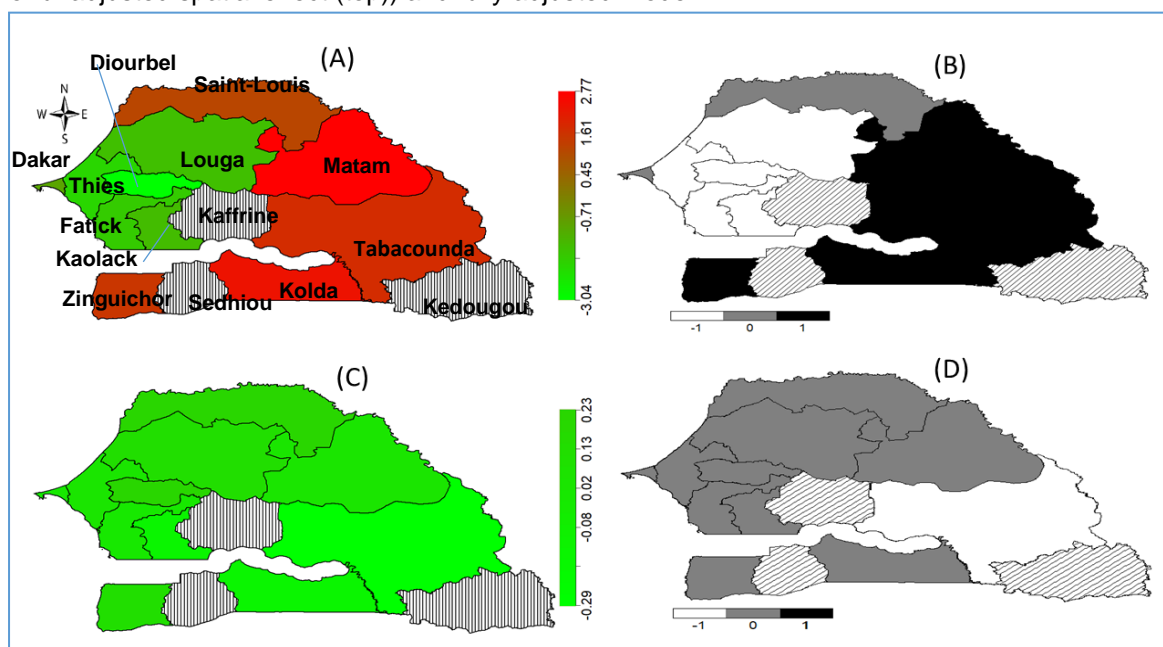 (A)
(B)
Diourbel
Saint-Louis
N
W E
S
Dakar
Louga
Matam
Thies
Fatick
Kaffrine
Kaolack
Tabacounda
Zinguichor
Sedhiou
Kolda
Kedougou
2.77
1.61
0.45
-0.71
-3.04
-1 0 1
(C)
(D)
0.23
0.13
0.02
-0.08
-0.29
-1 0 1